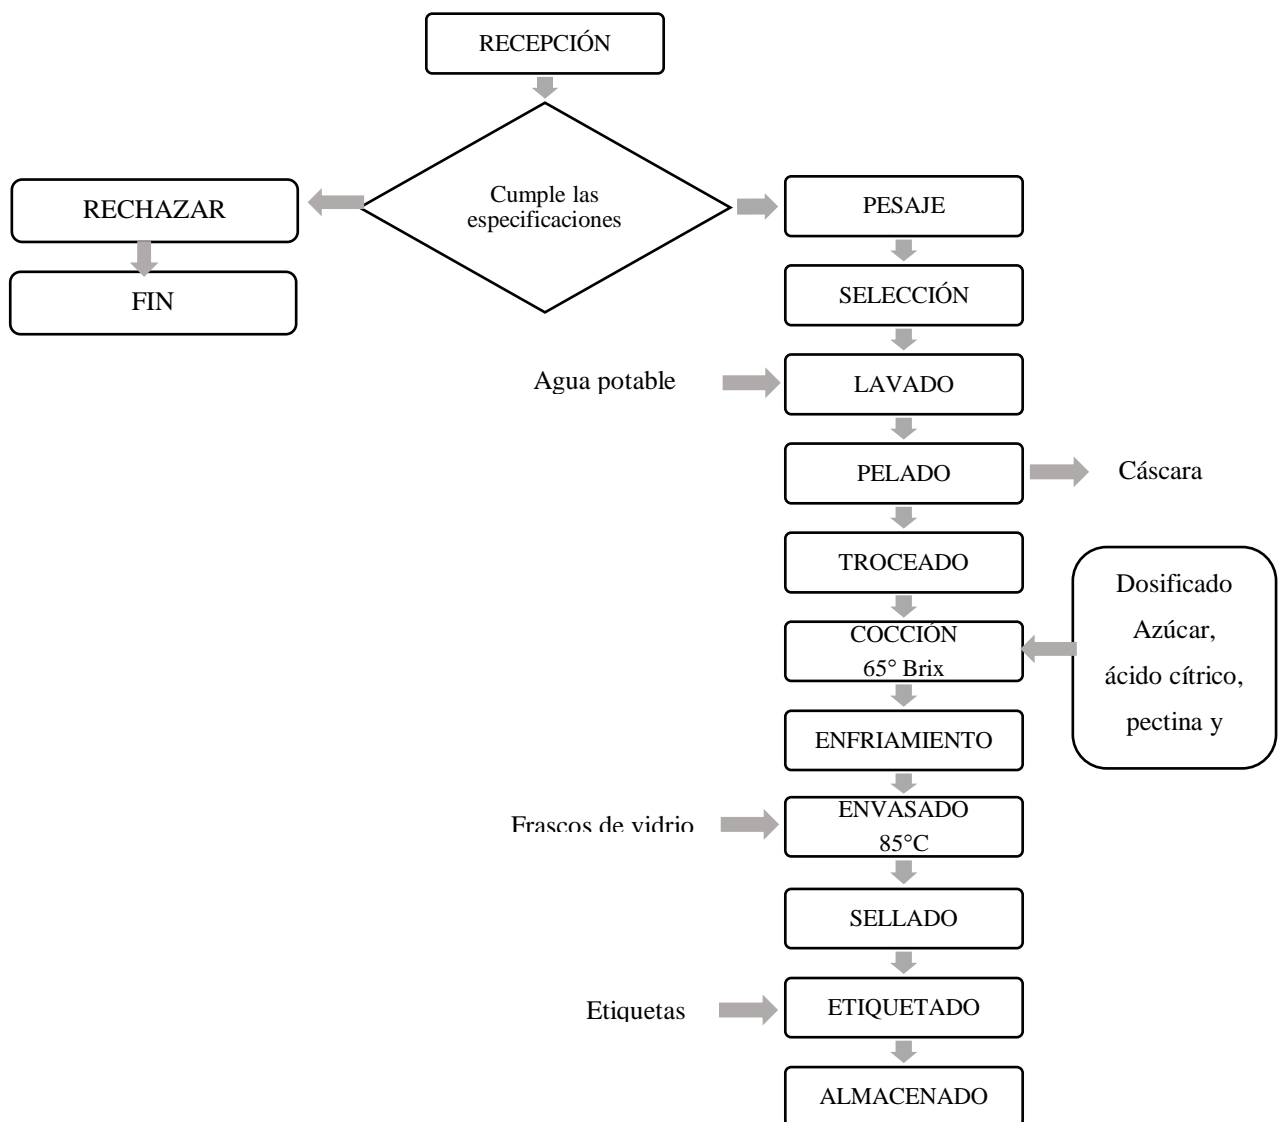 RECEPCIÓN
Cumple las
especificaciones
RECHAZAR
FIN
PESAJE
SELECCIÓN
Agua potable
LAVADO
PELADO
Cáscara
TROCEADO
COCCIÓN
65° Brix
Dosificado
Azúcar,
ácido cítrico,
pectina y
ENFRIAMIENTO
Frascos de vidrio
ENVASADO
85°C
SELLADO
Etiquetas
ETIQUETADO
ALMACENADO